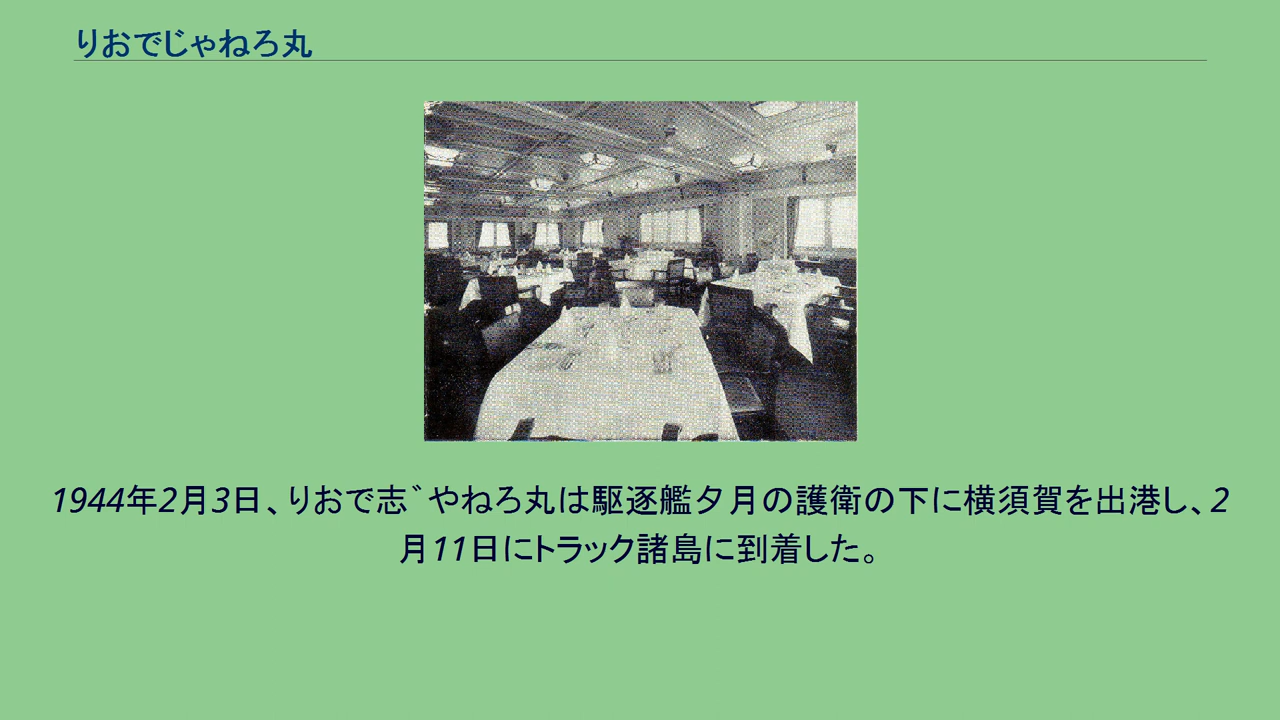 りおでじゃねろ丸
1944年2月3日、りおで志゛やねろ丸は駆逐艦夕月の護衛の下に横須賀を出港し、2
月11日にトラック諸島に到着した。